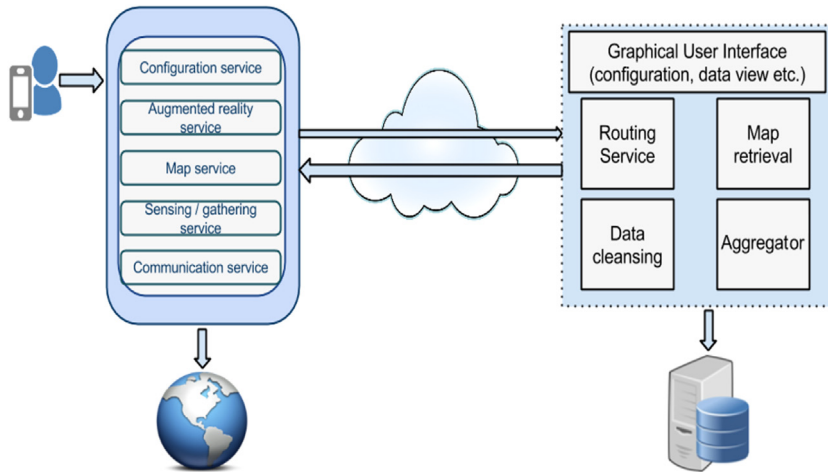 Configuration service
Augmented reality
service
Map service
Sensing / gathering
service
Communication service
Graphical User Interface
(configuration, data view etc.)
Routing
Service
Map
retrieval
Data
cleansing
Aggregator